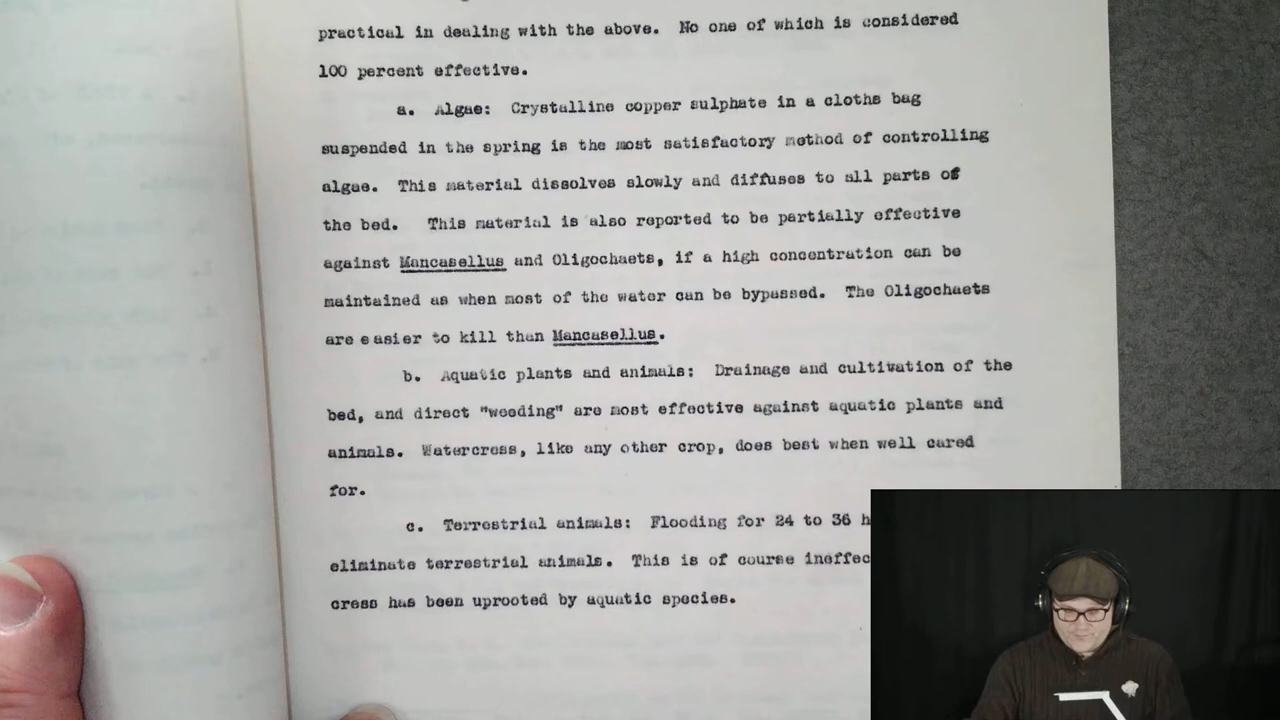 practical in dealing with the above. No one of which is considered
100 percent effective.
a. Algae: Crystalline copper sulphate in a cloths bag
suspended in the spring is the most satisfactory method of controlling
algae. This material dissolves slowly and diffuses to all parts of
the bed. This material is also reported to be partially effective
against Mancasellus and Oligochaets, if a high concentration can be
maintained as when most of the water can be bypassed. The Oligochaets
are easier to kill than Mancasellus.
b. Aquatic plants and animals: Drainage and cultivation of the
bed, and direct "weeding" are most effective against aquatic plants and
animals. Watercress, like any other crop, does best when well cared
for.
c. Terrestrial animals: Flooding for 24 to 36 h
eliminate terrestrial animals. This is of course ineffec
cress has been uprooted by aquatic species.